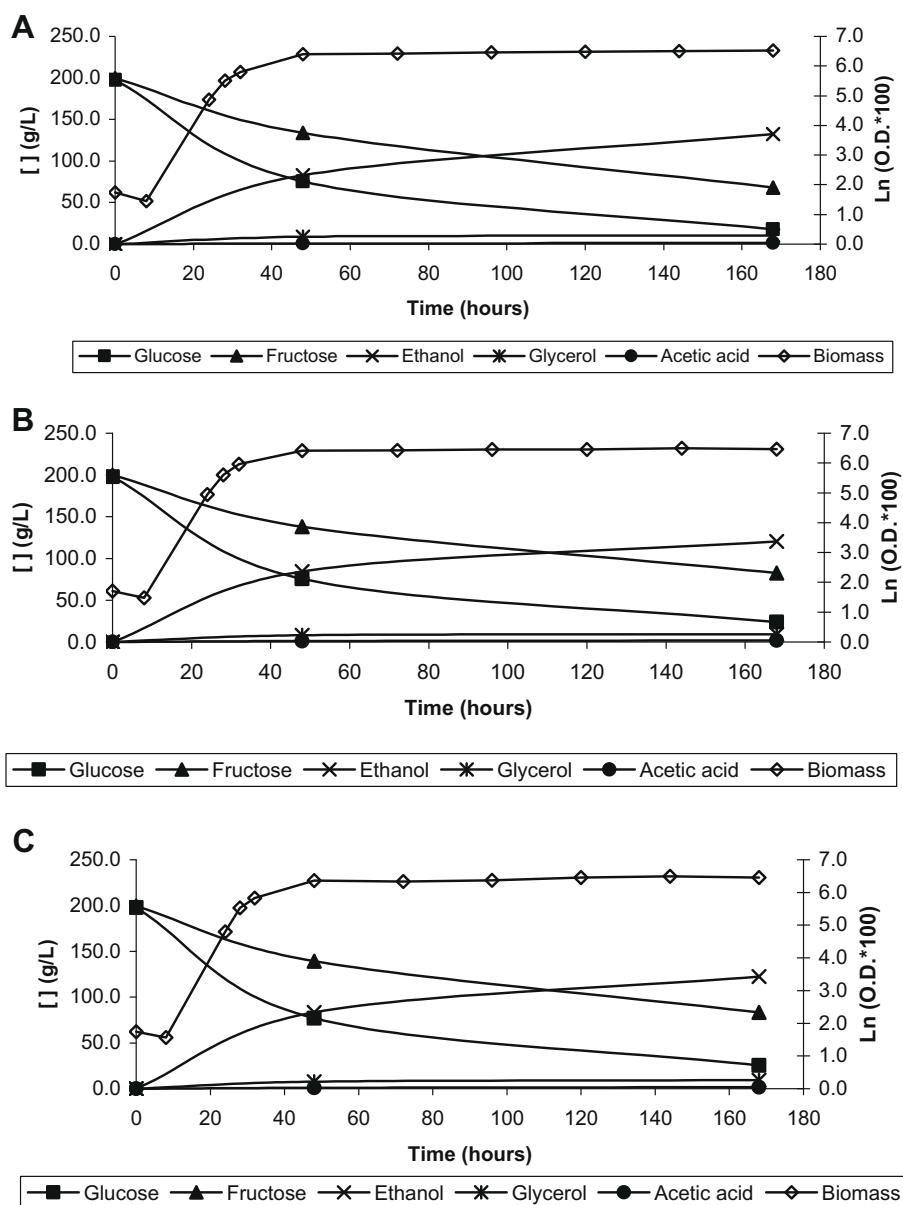 A
250.0
200.0
150.0
100.0
50.0
0.0
[ ] (g/L)
7.0
6.0
5.0
4.0
3.0
2.0
1.0
0.0
Ln (O.D.*100)
0 20 40 60 80 100 120 140 160 180
Time (hours)
Glucose Fructose Ethanol Glycerol Acetic acid Biomass
B
250.0
200.0
150.0
100.0
50.0
0.0
[ ] (g/L)
7.0
6.0
5.0
4.0
3.0
2.0
1.0
0.0
Ln (O.D.*100)
0 20 40 60 80 100 120 140 160 180
Time (hours)
Glucose Fructose Ethanol Glycerol Acetic acid Biomass
C
250.0
200.0
150.0
100.0
50.0
0.0
[ ] (g/L)
7.0
6.0
5.0
4.0
3.0
2.0
1.0
0.0
Ln (O.D.*100)
0 20 40 60 80 100 120 140 160 180
Time (hours)
Glucose Fructose Ethanol Glycerol Acetic acid Biomass